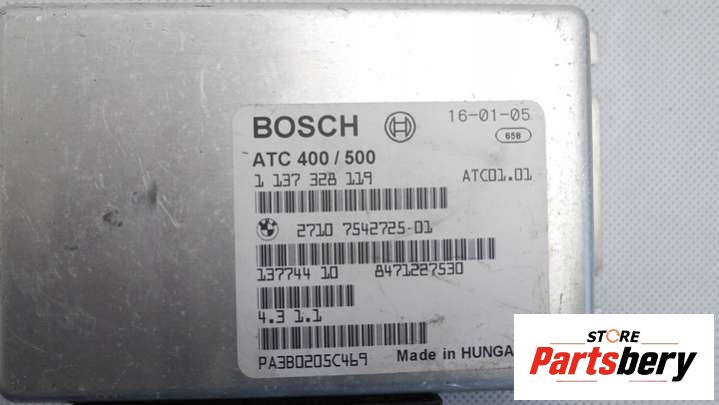 BOSCH
16-01-05
65B
ATC 400 / 500
1 137 328 119
ATC01.01
2710 7542725-01
137744 10 8471227530
4.3 1.1
PA3B0205C469
Made in HUNGA
STORE
Partsbery